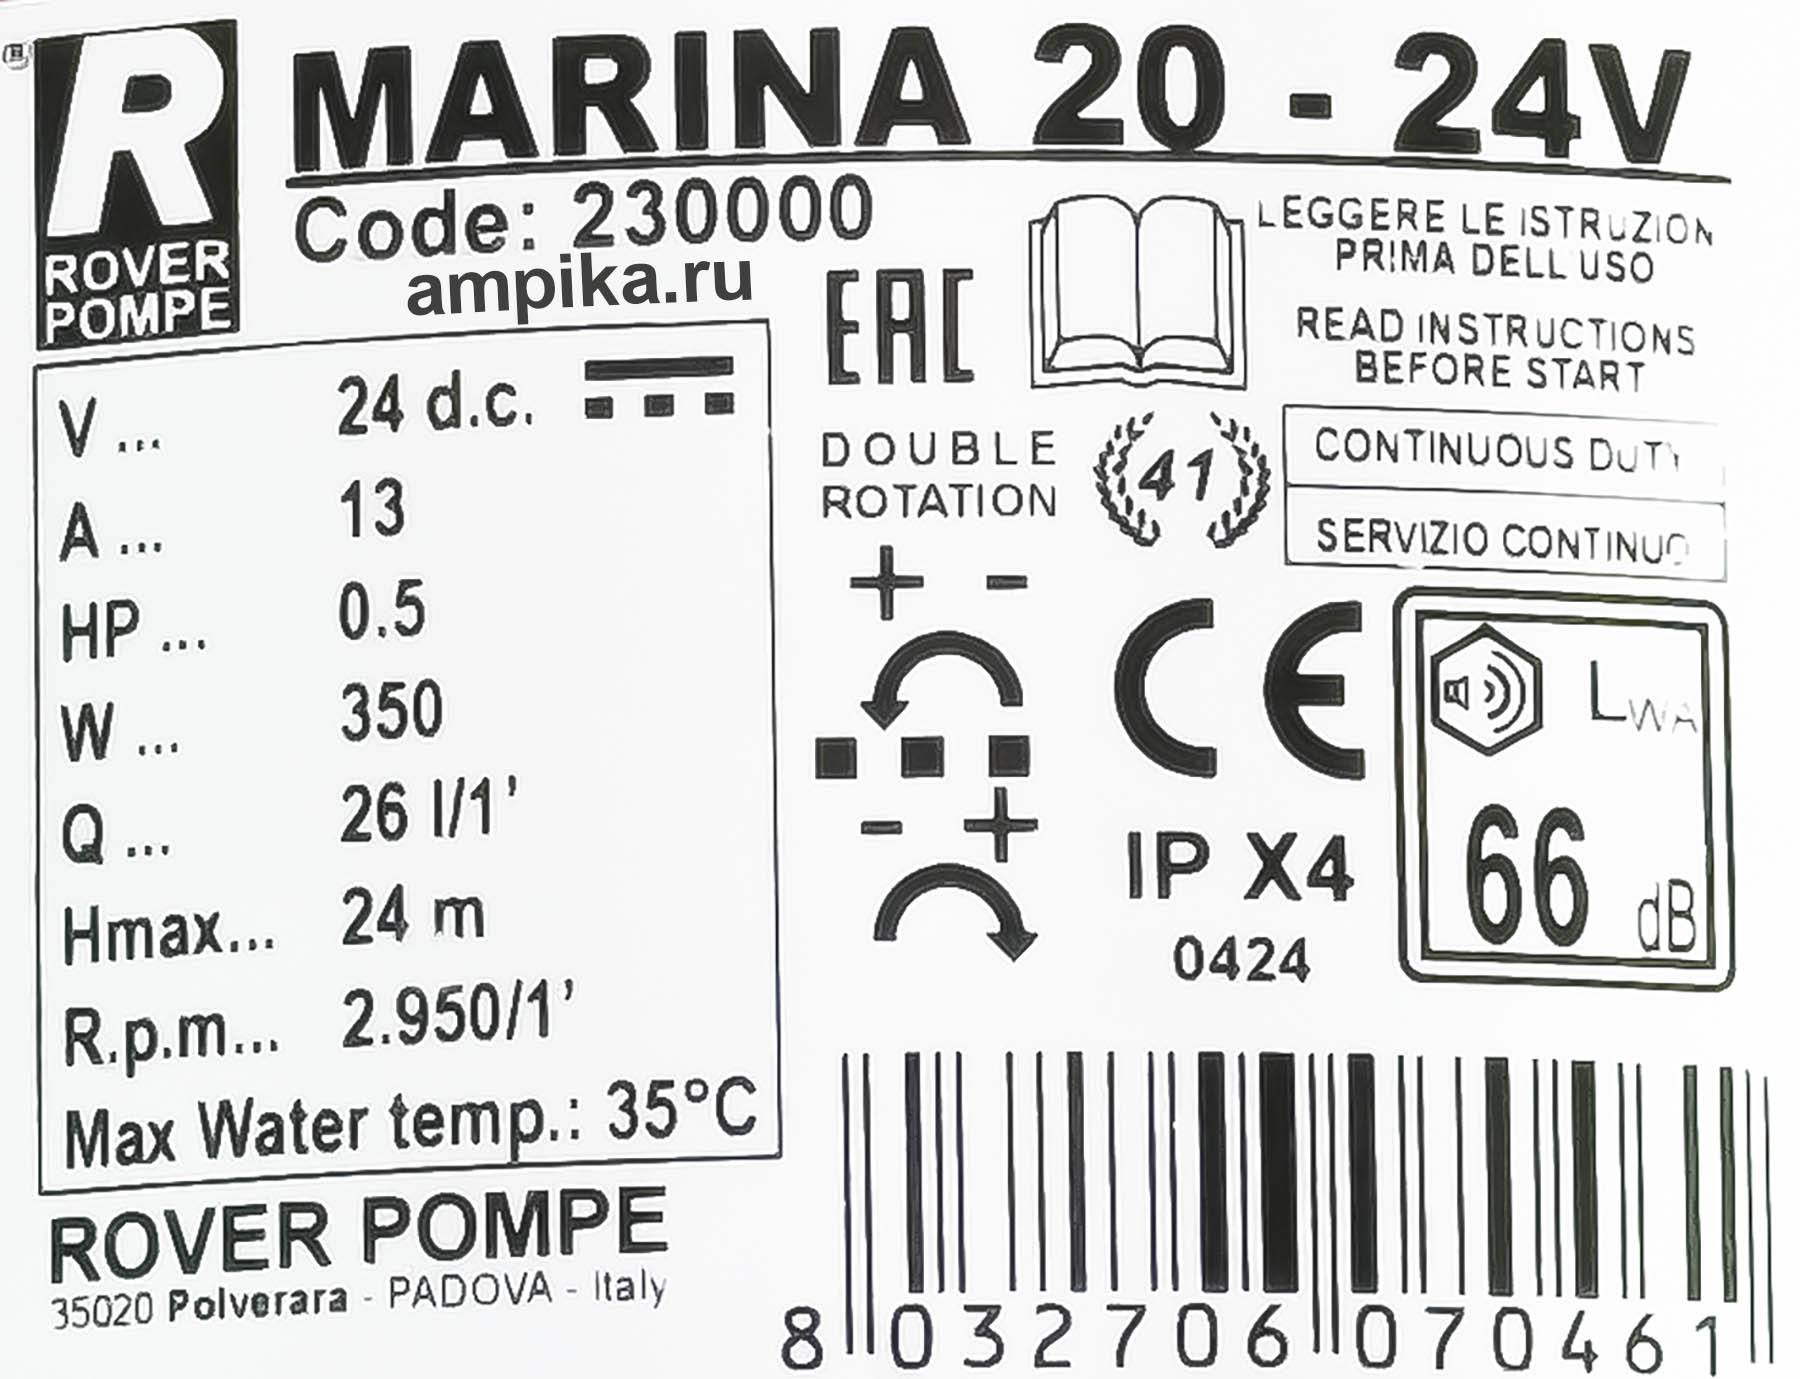 R
ROVER
POMPE
MARINA 20 - 24V
Code: 230000
ampika.ru
V ... 24 d.c.
A ... 13
HP ... 0.5
W ... 350
Q ... 26 l/1'
Hmax... 24 m
R.p.m... 2.950/1'
Max Water temp.: 35°C
ROVER POMPE
35020 Polverara - PADOVA - Italy
EAC
LEGGERE LE ISTRUZION
PRIMA DELL'USO
READ INSTRUCTIONS
BEFORE START
DOUBLE
ROTATION
41
CONTINUOUS DUTY
SERVIZIO CONTINUO
+ -
- +
CE
IP X4
0424
LWA
66
dB
8 032706 070461